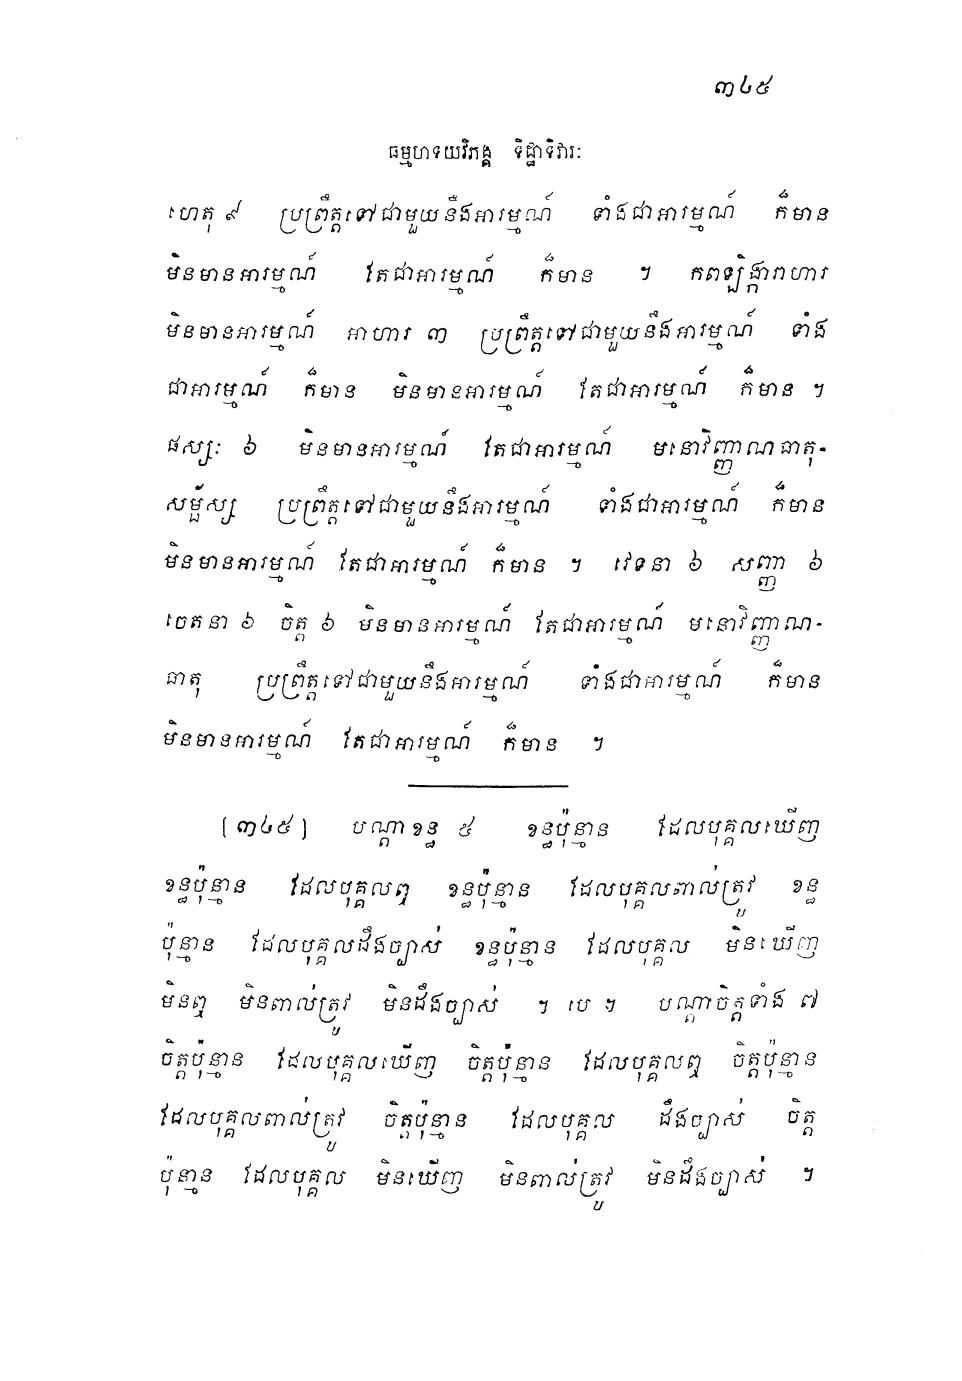 ៣៤៥
ធម្មហទយវិភង្គ ទិដ្ឋាទិវារៈ
ហេតុ ៩ ប្រព្រឹត្តទៅជាមួយនឹងអារម្មណ៍ ទាំងជាអារម្មណ៍ ក៏មាន
មិនមានអារម្មណ៍ តែជាអារម្មណ៍ ក៏មាន ។ កពឡិង្ការាហារ
មិនមានអារម្មណ៍ អាហារ ៣ ប្រព្រឹត្តទៅជាមួយនឹងអារម្មណ៍ ទាំង
ជាអារម្មណ៍ ក៏មាន មិនមានអារម្មណ៍ តែជាអារម្មណ៍ ក៏មាន ។
ផស្សៈ ៦ មិនមានអារម្មណ៍ តែជាអារម្មណ៍ មនោវិញ្ញាណធាតុ-
សម្ផ័ស្ស ប្រព្រឹត្តទៅជាមួយនឹងអារម្មណ៍ ទាំងជាអារម្មណ៍ ក៏មាន
មិនមានអារម្មណ៍ តែជាអារម្មណ៍ ក៏មាន ។ វេទនា ៦ សញ្ញា ៦
ចេតនា ៦ ចិត្ត ៦ មិនមានអារម្មណ៍ តែជាអារម្មណ៍ មនោវិញ្ញាណ-
ធាតុ ប្រព្រឹត្តទៅជាមួយនឹងអារម្មណ៍ ទាំងជាអារម្មណ៍ ក៏មាន
មិនមានអារម្មណ៍ តែជាអារម្មណ៍ ក៏មាន ។
[៣៤៥] បណ្តាខន្ធ ៥ ខន្ធប៉ុន្មាន ដែលបុគ្គលឃើញ
ខន្ធប៉ុន្មាន ដែលបុគ្គលឮ ខន្ធប៉ុន្មាន ដែលបុគ្គលពាល់ត្រូវ ខន្ធ
ប៉ុន្មាន ដែលបុគ្គលដឹងច្បាស់ ខន្ធប៉ុន្មាន ដែលបុគ្គល មិនឃើញ
មិនឮ មិនពាល់ត្រូវ មិនដឹងច្បាស់ ។ បេ ។ បណ្តាចិត្តទាំង ៧
ចិត្តប៉ុន្មាន ដែលបុគ្គលឃើញ ចិត្តប៉ុន្មាន ដែលបុគ្គលឮ ចិត្តប៉ុន្មាន
ដែលបុគ្គលពាល់ត្រូវ ចិត្តប៉ុន្មាន ដែលបុគ្គល ដឹងច្បាស់ ចិត្ត
ប៉ុន្មាន ដែលបុគ្គល មិនឃើញ មិនពាល់ត្រូវ មិនដឹងច្បាស់ ។